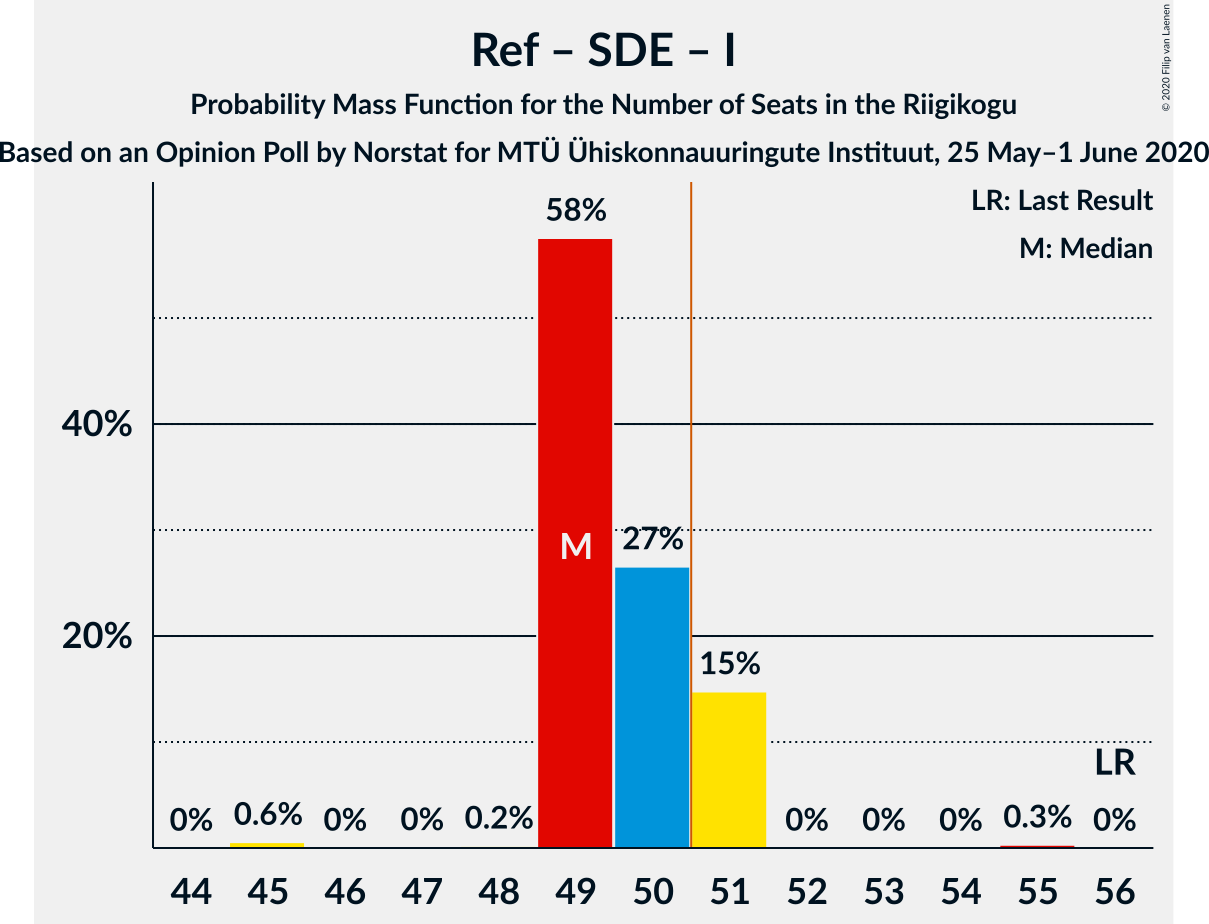 Ref – SDE – I
Probability Mass Function for the Number of Seats in the Riigikogu
Based on an Opinion Poll by Norstat for MTÜ Ühiskonnauuringute Instituut, 25 May–1 June 2020
© 2020 Filip van Laenen
LR: Last Result
M: Median
58%
40%
27%
M
20%
15%
LR
0% 0.6% 0% 0% 0.2% 0% 0% 0% 0.3% 0%
44 45 46 47 48 49 50 51 52 53 54 55 56